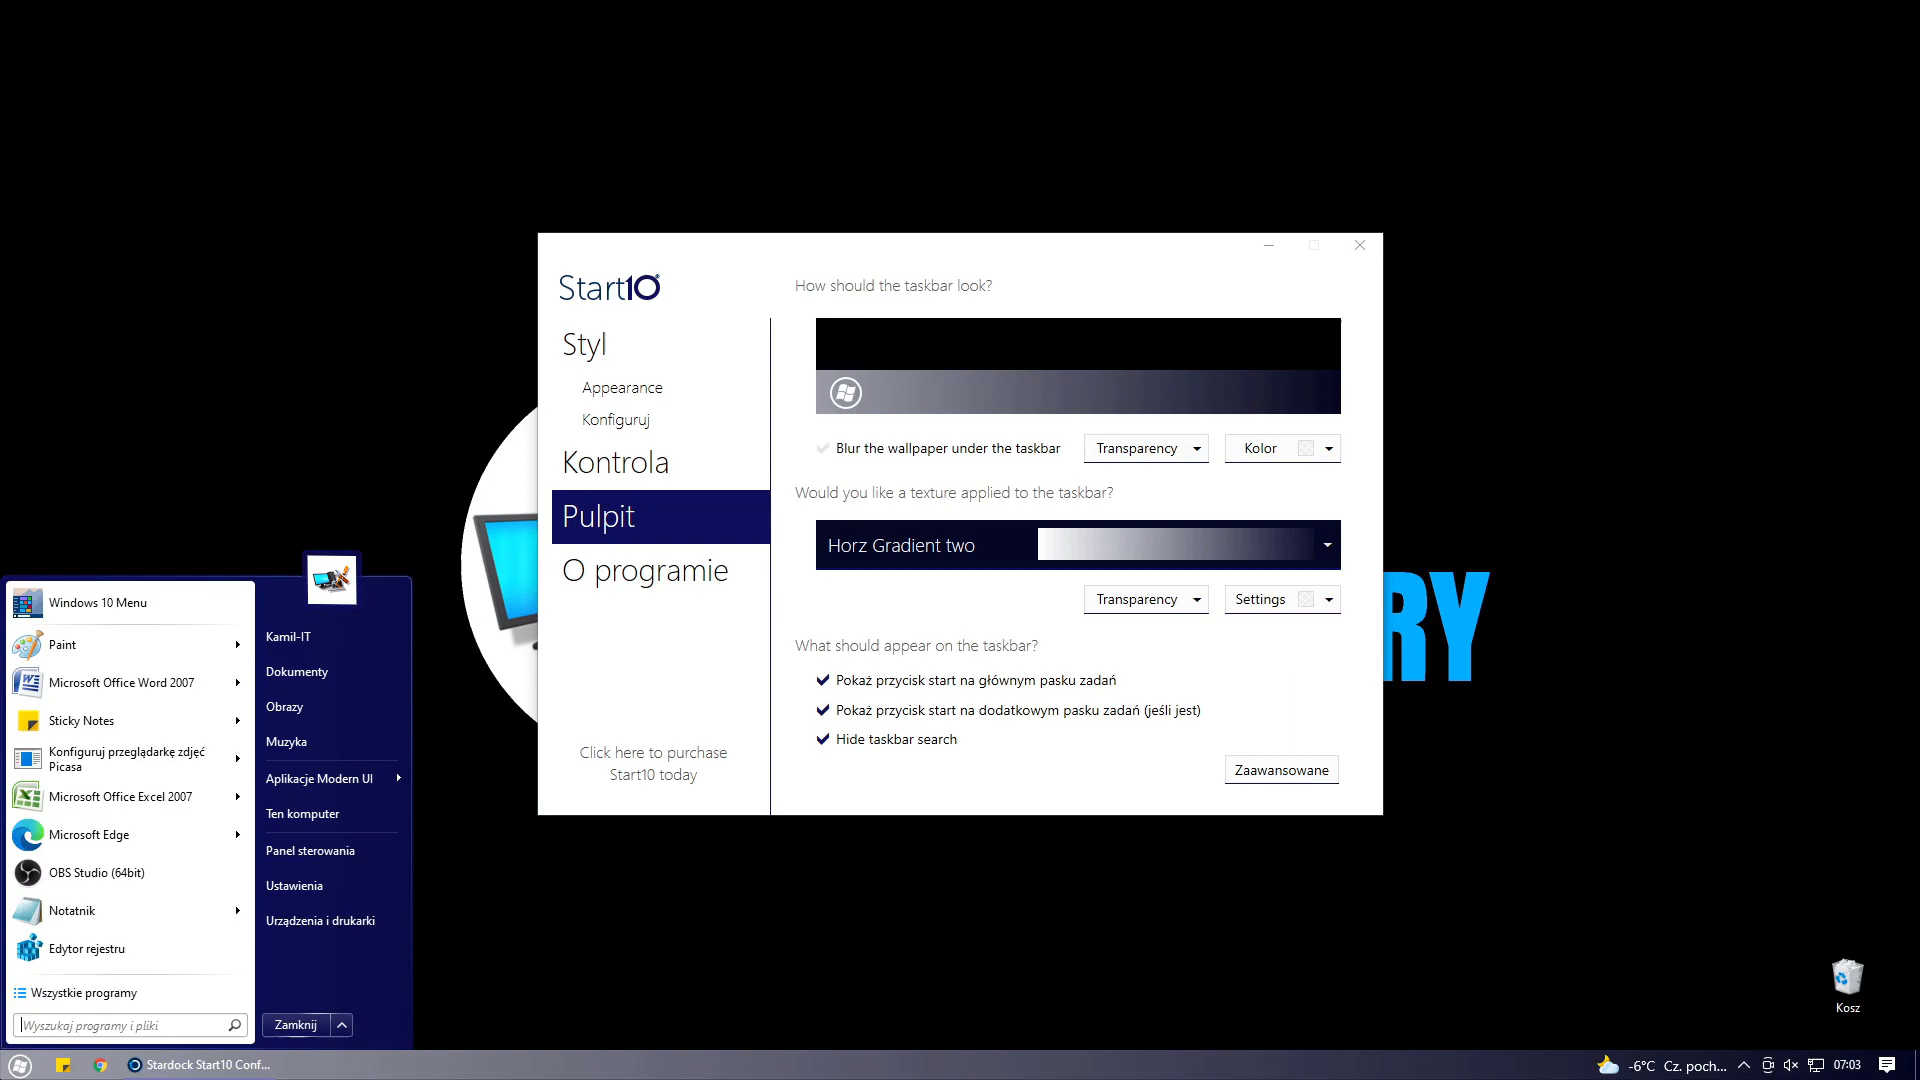 Start10
Styl
Appearance
Konfiguruj
Kontrola
Pulpit
O programie
Click here to purchase
Start10 today
How should the taskbar look?
Blur the wallpaper under the taskbar
Transparency
Kolor
Would you like a texture applied to the taskbar?
Horz Gradient two
Transparency
Settings
What should appear on the taskbar?
Pokaż przycisk start na głównym pasku zadań
Pokaż przycisk start na dodatkowym pasku zadań (jeśli jest)
Hide taskbar search
Zaawansowane
RY
Windows 10 Menu
Paint
Microsoft Office Word 2007
Sticky Notes
Konfiguruj przeglądarkę zdjęć
Picasa
Microsoft Office Excel 2007
Microsoft Edge
OBS Studio (64bit)
Notatnik
Edytor rejestru
Wszystkie programy
Wyszukaj programy i pliki
Kamil-IT
Dokumenty
Obrazy
Muzyka
Aplikacje Modern UI
Ten komputer
Panel sterowania
Ustawienia
Urządzenia i drukarki
Zamknij
Kosz
Stardock Start10 Conf...
-6°C Cz. poch...
07:03